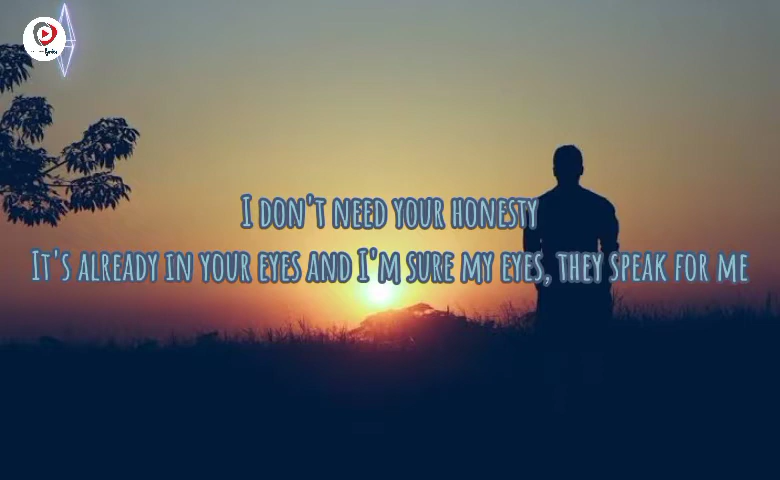 I don't need your honesty
It's already in your eyes and I'm sure my eyes, they speak for me